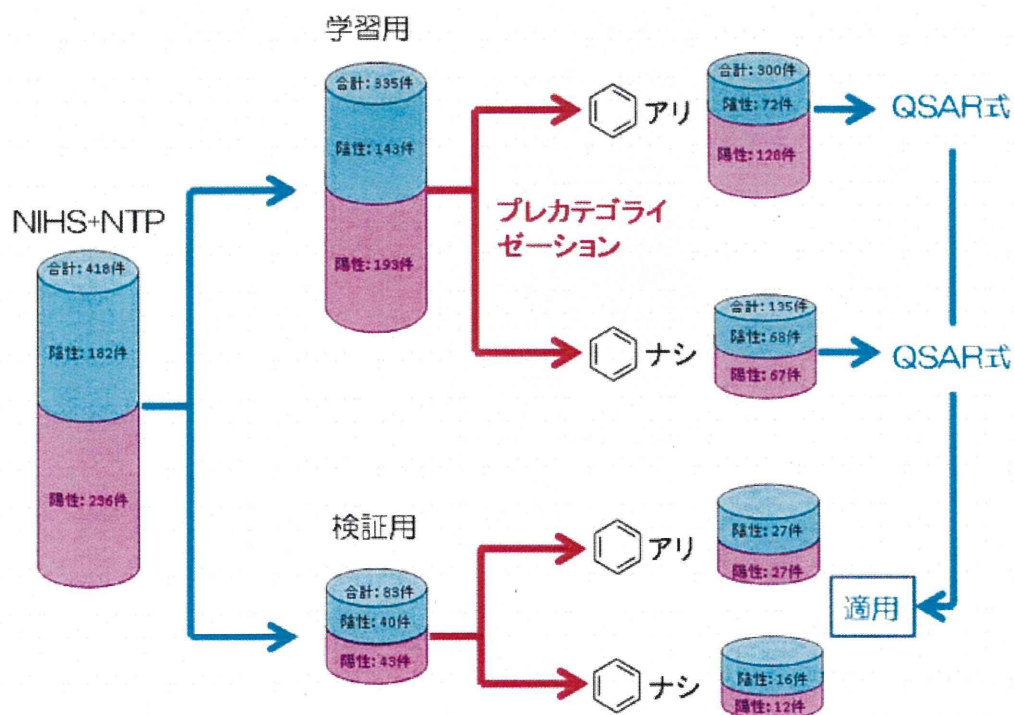 学習用
合計: 335件
陰性: 143件
陽性: 193件
アリ
合計: 300件
陰性: 72件
陽性: 128件
QSAR式
NIHS+NTP
合計: 418件
陰性: 182件
陽性: 236件
プレカテゴライ
ゼーション
ナシ
合計: 135件
陰性: 68件
陽性: 67件
QSAR式
検証用
合計: 83件
陰性: 40件
陽性: 43件
アリ
陰性: 27件
陽性: 27件
適用
ナシ
陰性: 16件
陽性: 12件